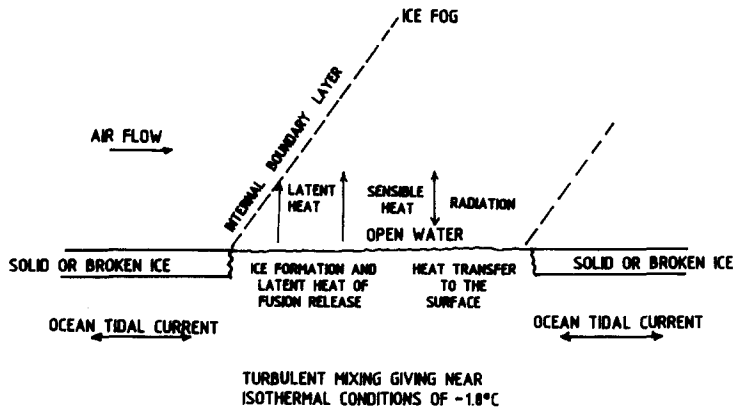 ICE FOG
INTERNAL BOUNDARY LAYER
AIR FLOW
LATENT
HEAT
SENSIBLE
HEAT
RADIATION
OPEN WATER
SOLID OR BROKEN ICE
ICE FORMATION AND
LATENT HEAT OF
FUSION RELEASE
HEAT TRANSFER
TO THE
SURFACE
SOLID OR BROKEN ICE
OCEAN TIDAL CURRENT
OCEAN TIDAL CURRENT
TURBULENT MIXING GIVING NEAR
ISOTHERMAL CONDITIONS OF -1.8°C